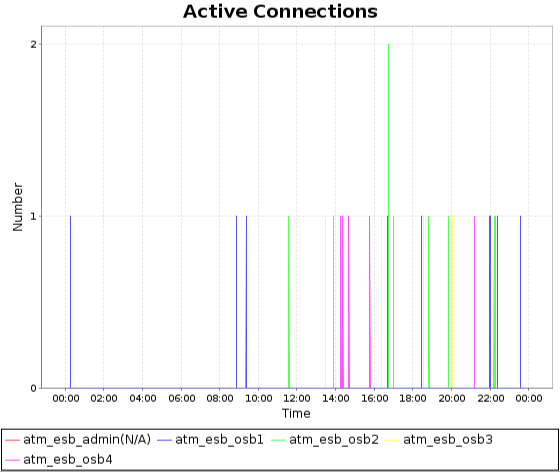 Active Connections
2
1
0
Number
00:00 02:00 04:00 06:00 08:00 10:00 12:00 14:00 16:00 18:00 20:00 22:00 00:00
Time
atm_esb_admin(N/A) atm_esb_osb1 atm_esb_osb2 atm_esb_osb3
atm_esb_osb4